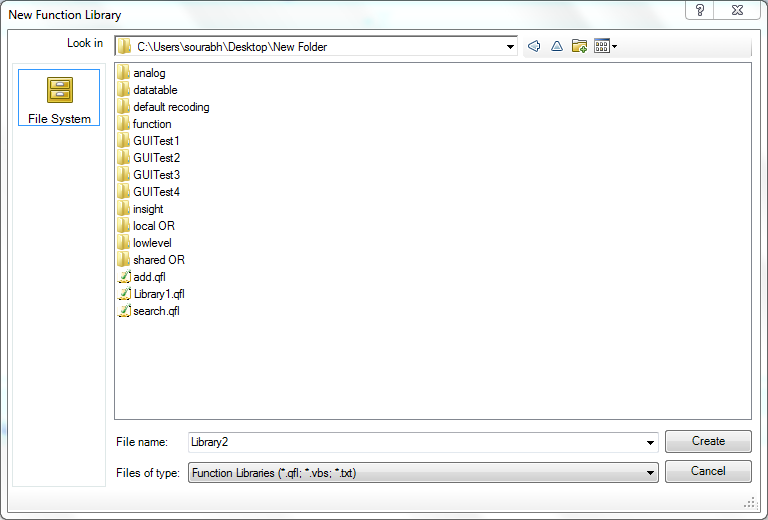 New Function Library
Look in
C:\Users\sourabh\Desktop\New Folder
File System
analog
datatable
default recoding
function
GUITest1
GUITest2
GUITest3
GUITest4
insight
local OR
lowlevel
shared OR
add.qfl
Library1.qfl
search.qfl
File name:
Library2
Create
Files of type:
Function Libraries (*.qfl; *.vbs; *.txt)
Cancel